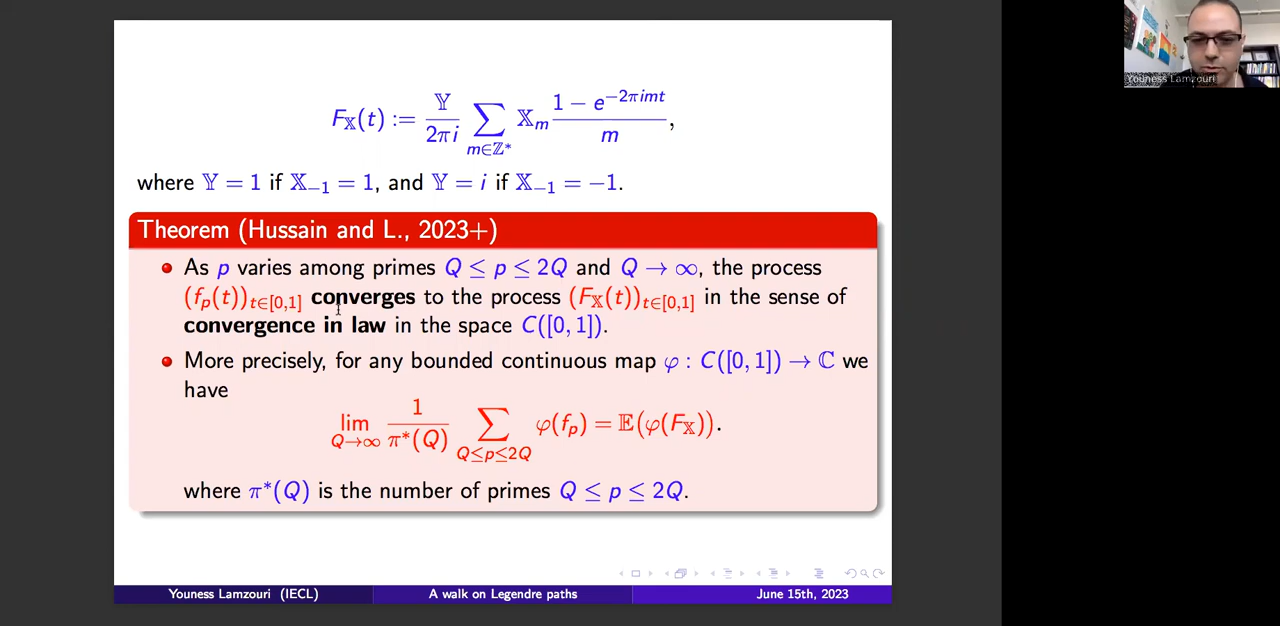 F_𝕏(t) := 𝕐/2πi ∑_{m∈ℤ*} 𝕏_m (1 − e^{−2πimt})/m,
where 𝕐 = 1 if 𝕏_{−1} = 1, and 𝕐 = i if 𝕏_{−1} = −1.
Theorem (Hussain and L., 2023+)
As p varies among primes Q ≤ p ≤ 2Q and Q → ∞, the process
(f_p(t))_{t∈[0,1]} converges to the process (F_𝕏(t))_{t∈[0,1]} in the sense of
convergence in law in the space C([0, 1]).
More precisely, for any bounded continuous map φ : C([0, 1]) → ℂ we
have
lim_{Q→∞} 1/π*(Q) ∑_{Q≤p≤2Q} φ(f_p) = 𝔼(φ(F_𝕏)).
where π*(Q) is the number of primes Q ≤ p ≤ 2Q.
Youness Lamzouri (IECL) A walk on Legendre paths June 15th, 2023
Youness Lamzouri